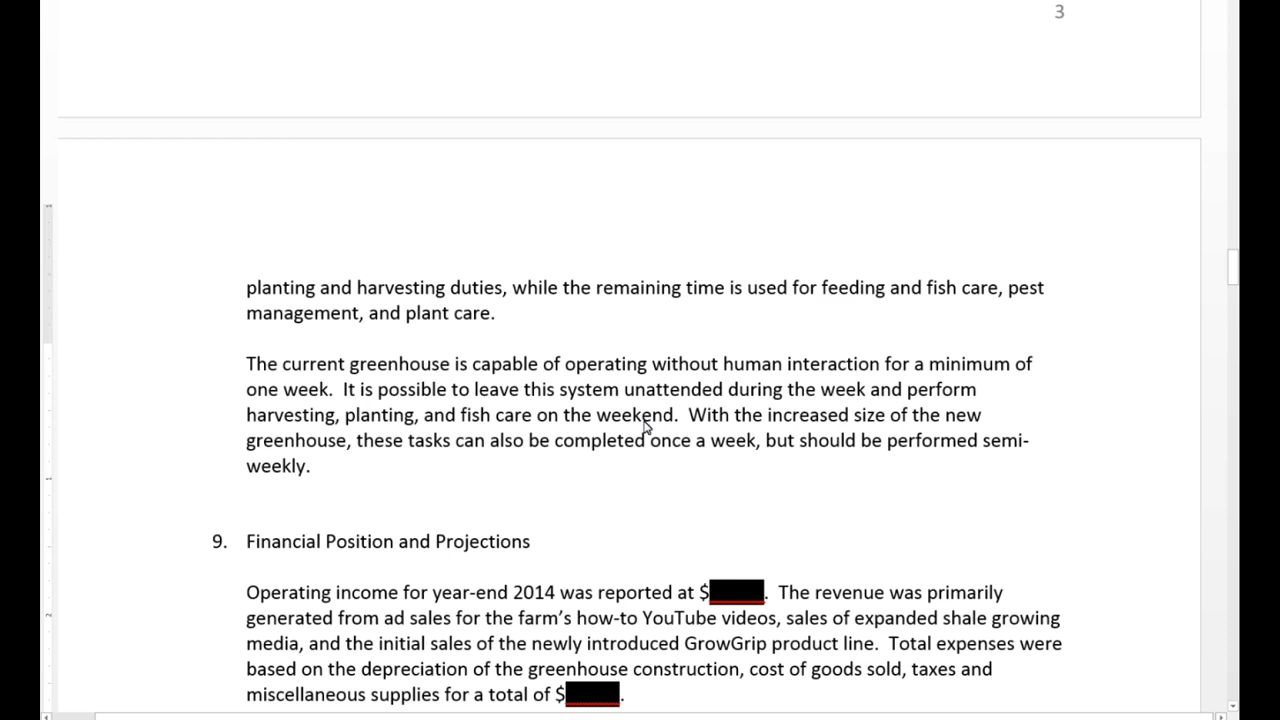 3
planting and harvesting duties, while the remaining time is used for feeding and fish care, pest
management, and plant care.
The current greenhouse is capable of operating without human interaction for a minimum of
one week.  It is possible to leave this system unattended during the week and perform
harvesting, planting, and fish care on the weekend.  With the increased size of the new
greenhouse, these tasks can also be completed once a week, but should be performed semi-
weekly.
9. Financial Position and Projections
Operating income for year-end 2014 was reported at $.  The revenue was primarily
generated from ad sales for the farm’s how-to YouTube videos, sales of expanded shale growing
media, and the initial sales of the newly introduced GrowGrip product line.  Total expenses were
based on the depreciation of the greenhouse construction, cost of goods sold, taxes and
miscellaneous supplies for a total of $.